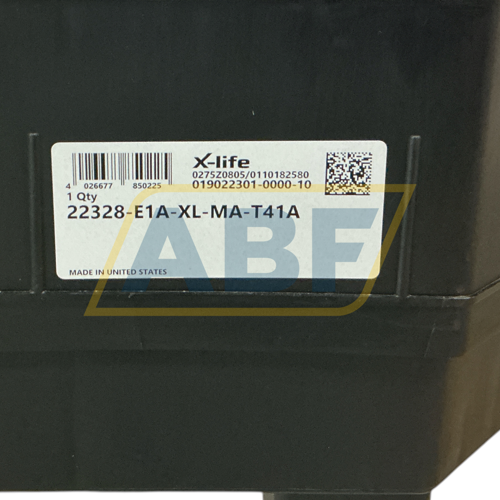 X-life
0275Z0805/0110182580
019022301-0000-10
4 026677 850225
1 Qty
22328-E1A-XL-MA-T41A
MADE IN UNITED STATES
ABF